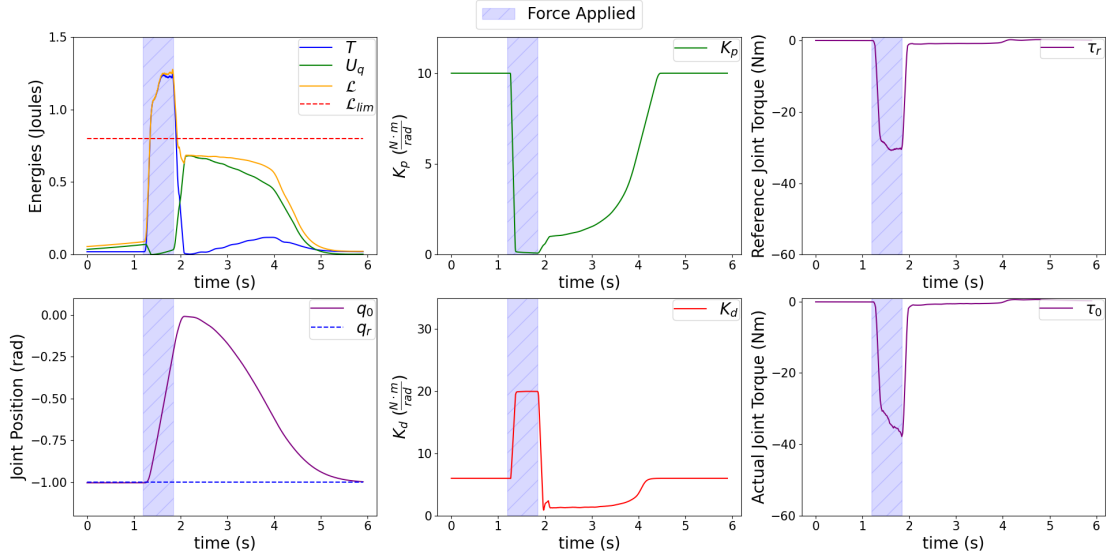 Force Applied
Energies (Joules)
1.5
1.0
0.5
0.0
0 1 2 3 4 5 6
time (s)
T
U_q
ℒ
ℒ_lim
K_p (N·m/rad)
10
5
0
0 1 2 3 4 5 6
time (s)
K_p
Reference Joint Torque (Nm)
0
−20
−40
−60
0 1 2 3 4 5 6
time (s)
τ_r
Joint Position (rad)
0.00
−0.25
−0.50
−0.75
−1.00
0 1 2 3 4 5 6
time (s)
q_0
q_r
K_d (N·m/rad)
30
20
10
0
0 1 2 3 4 5 6
time (s)
K_d
Actual Joint Torque (Nm)
0
−20
−40
−60
0 1 2 3 4 5 6
time (s)
τ_0